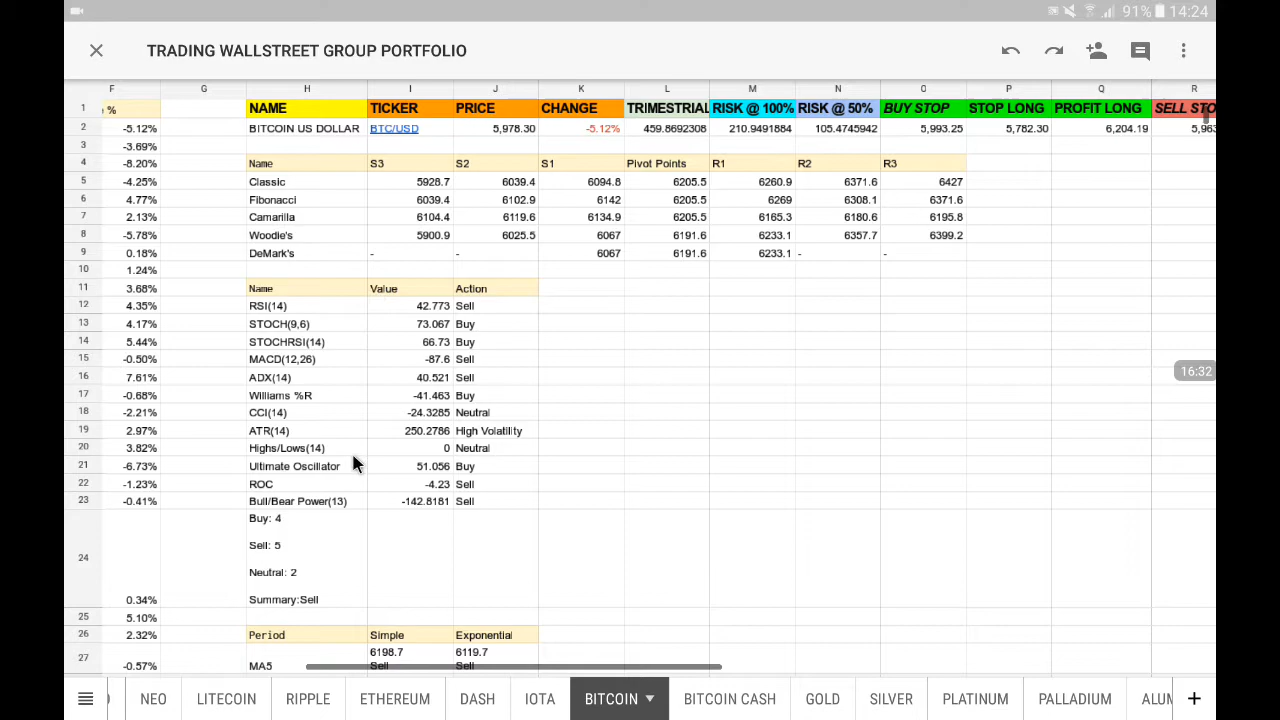 91% 14:24
TRADING WALLSTREET GROUP PORTFOLIO
F G H I J K L M N O P Q R
1 % NAME TICKER PRICE CHANGE TRIMESTRIAL RISK @ 100% RISK @ 50% BUY STOP STOP LONG PROFIT LONG SELL STO
2 -5.12% BITCOIN US DOLLAR BTC/USD 5,978.30 -5.12% 459.8692308 210.9491884 105.4745942 5,993.25 5,782.30 6,204.19 5,963
3 -3.69%
4 -8.20% Name S3 S2 S1 Pivot Points R1 R2 R3
5 -4.25% Classic 5928.7 6039.4 6094.8 6205.5 6260.9 6371.6 6427
6 4.77% Fibonacci 6039.4 6102.9 6142 6205.5 6269 6308.1 6371.6
7 2.13% Camarilla 6104.4 6119.6 6134.9 6205.5 6165.3 6180.6 6195.8
8 -5.78% Woodie's 5900.9 6025.5 6067 6191.6 6233.1 6357.7 6399.2
9 0.18% DeMark's - - 6067 6191.6 6233.1 - -
10 1.24%
11 3.68% Name Value Action
12 4.35% RSI(14) 42.773 Sell
13 4.17% STOCH(9,6) 73.067 Buy
14 5.44% STOCHRSI(14) 66.73 Buy
15 -0.50% MACD(12,26) -87.6 Sell
16 7.61% ADX(14) 40.521 Sell
16:32
17 -0.68% Williams %R -41.463 Buy
18 -2.21% CCI(14) -24.3285 Neutral
19 2.97% ATR(14) 250.2786 High Volatility
20 3.82% Highs/Lows(14) 0 Neutral
21 -6.73% Ultimate Oscillator 51.056 Buy
22 -1.23% ROC -4.23 Sell
23 -0.41% Bull/Bear Power(13) -142.8181 Sell
Buy: 4
Sell: 5
24
Neutral: 2
0.34% Summary:Sell
25 5.10%
26 2.32% Period Simple Exponential
6198.7 6119.7
27 -0.57% MA5 Sell Sell
NEO LITECOIN RIPPLE ETHEREUM DASH IOTA BITCOIN BITCOIN CASH GOLD SILVER PLATINUM PALLADIUM ALUM